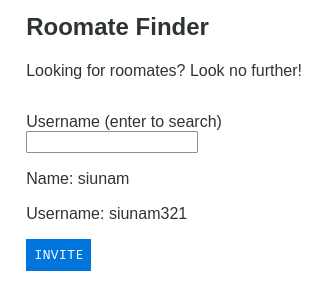 Roomate Finder
Looking for roomates? Look no further!
Username (enter to search)
Name: siunam
Username: siunam321
INVITE